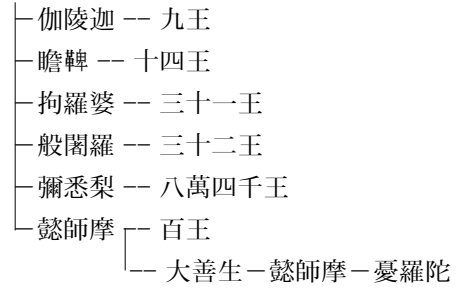 伽陵迦 -- 九王
瞻鞞 -- 十四王
拘羅婆 -- 三十一王
般闍羅 -- 三十二王
彌悉梨 -- 八萬四千王
懿師摩 -- 百王
-- 大善生－懿師摩－憂羅陀